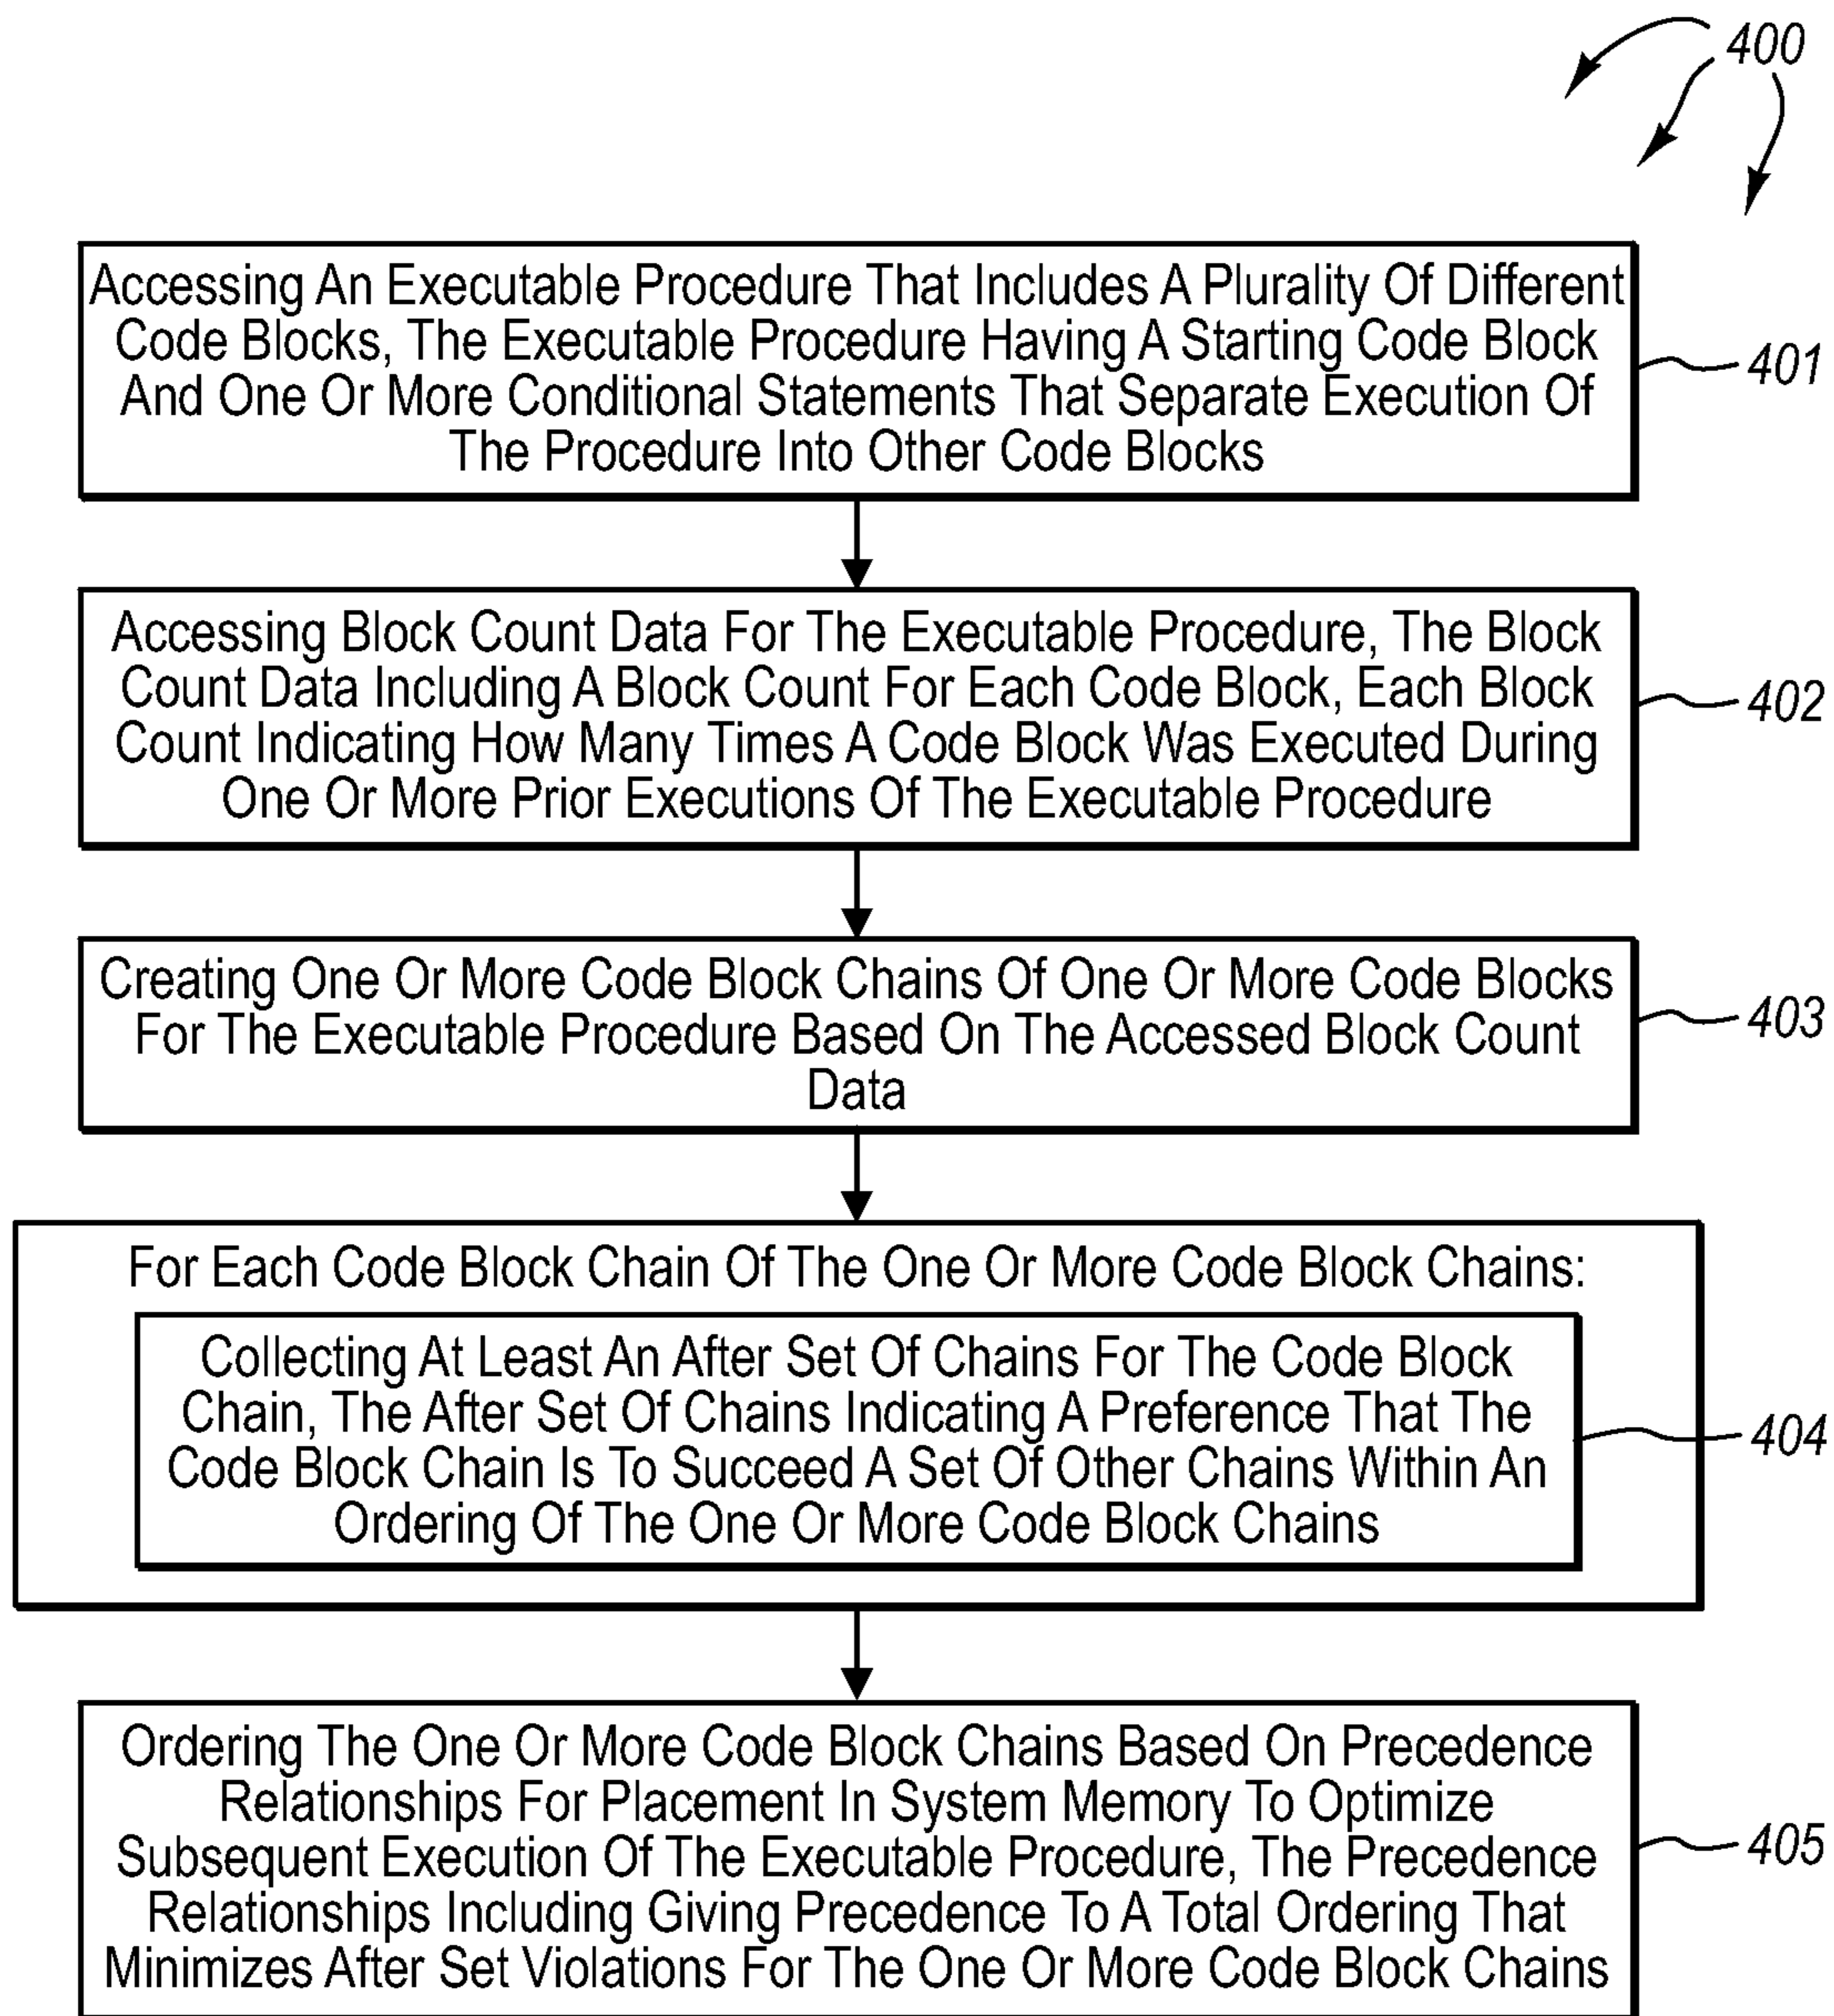 400
Accessing An Executable Procedure That Includes A Plurality Of Different
Code Blocks, The Executable Procedure Having A Starting Code Block
And One Or More Conditional Statements That Separate Execution Of
The Procedure Into Other Code Blocks
401
Accessing Block Count Data For The Executable Procedure, The Block
Count Data Including A Block Count For Each Code Block, Each Block
Count Indicating How Many Times A Code Block Was Executed During
One Or More Prior Executions Of The Executable Procedure
402
Creating One Or More Code Block Chains Of One Or More Code Blocks
For The Executable Procedure Based On The Accessed Block Count
Data
403
For Each Code Block Chain Of The One Or More Code Block Chains:
Collecting At Least An After Set Of Chains For The Code Block
Chain, The After Set Of Chains Indicating A Preference That The
Code Block Chain Is To Succeed A Set Of Other Chains Within An
Ordering Of The One Or More Code Block Chains
404
Ordering The One Or More Code Block Chains Based On Precedence
Relationships For Placement In System Memory To Optimize
Subsequent Execution Of The Executable Procedure, The Precedence
Relationships Including Giving Precedence To A Total Ordering That
Minimizes After Set Violations For The One Or More Code Block Chains
405